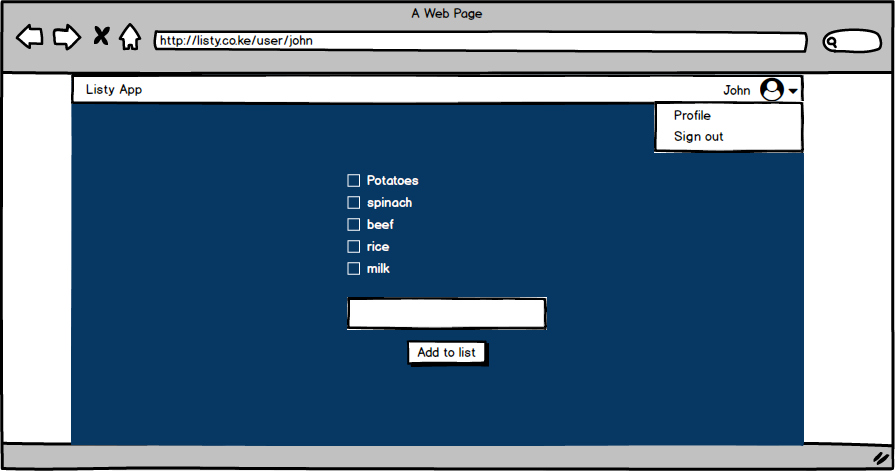 A Web Page
http://listy.co.ke/user/john
Listy App
John
Profile
Sign out
Potatoes
spinach
beef
rice
milk
Add to list